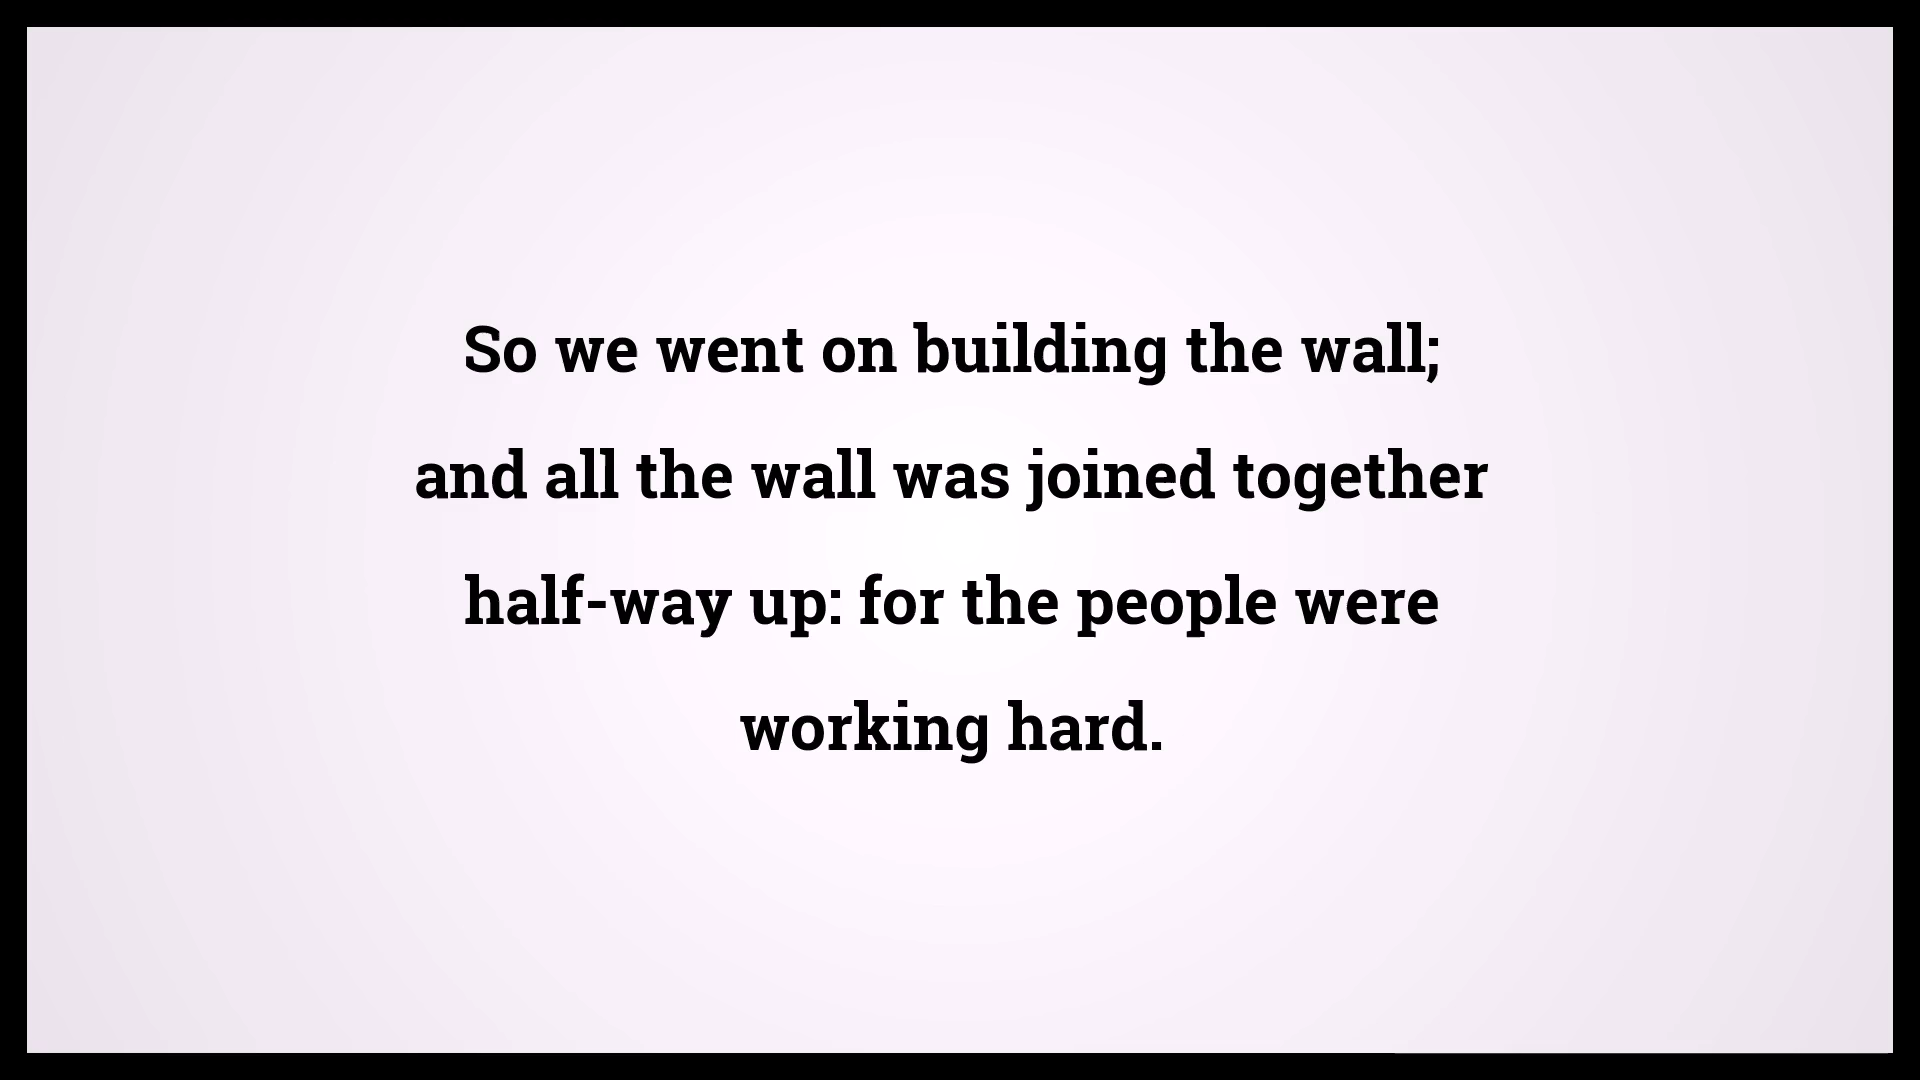 So we went on building the wall;
and all the wall was joined together
half-way up: for the people were
working hard.